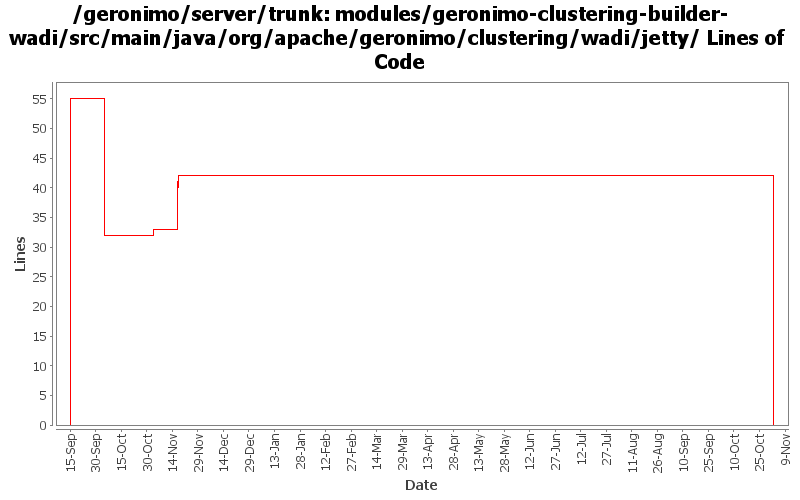 /geronimo/server/trunk: modules/geronimo-clustering-builder-
wadi/src/main/java/org/apache/geronimo/clustering/wadi/jetty/ Lines of
Code
55
50
45
40
35
30
25
20
15
10
5
0
Lines
15-Sep
30-Sep
15-Oct
30-Oct
14-Nov
29-Nov
14-Dec
29-Dec
13-Jan
28-Jan
12-Feb
27-Feb
14-Mar
29-Mar
13-Apr
28-Apr
13-May
28-May
12-Jun
27-Jun
12-Jul
27-Jul
11-Aug
26-Aug
10-Sep
25-Sep
10-Oct
25-Oct
9-Nov
Date